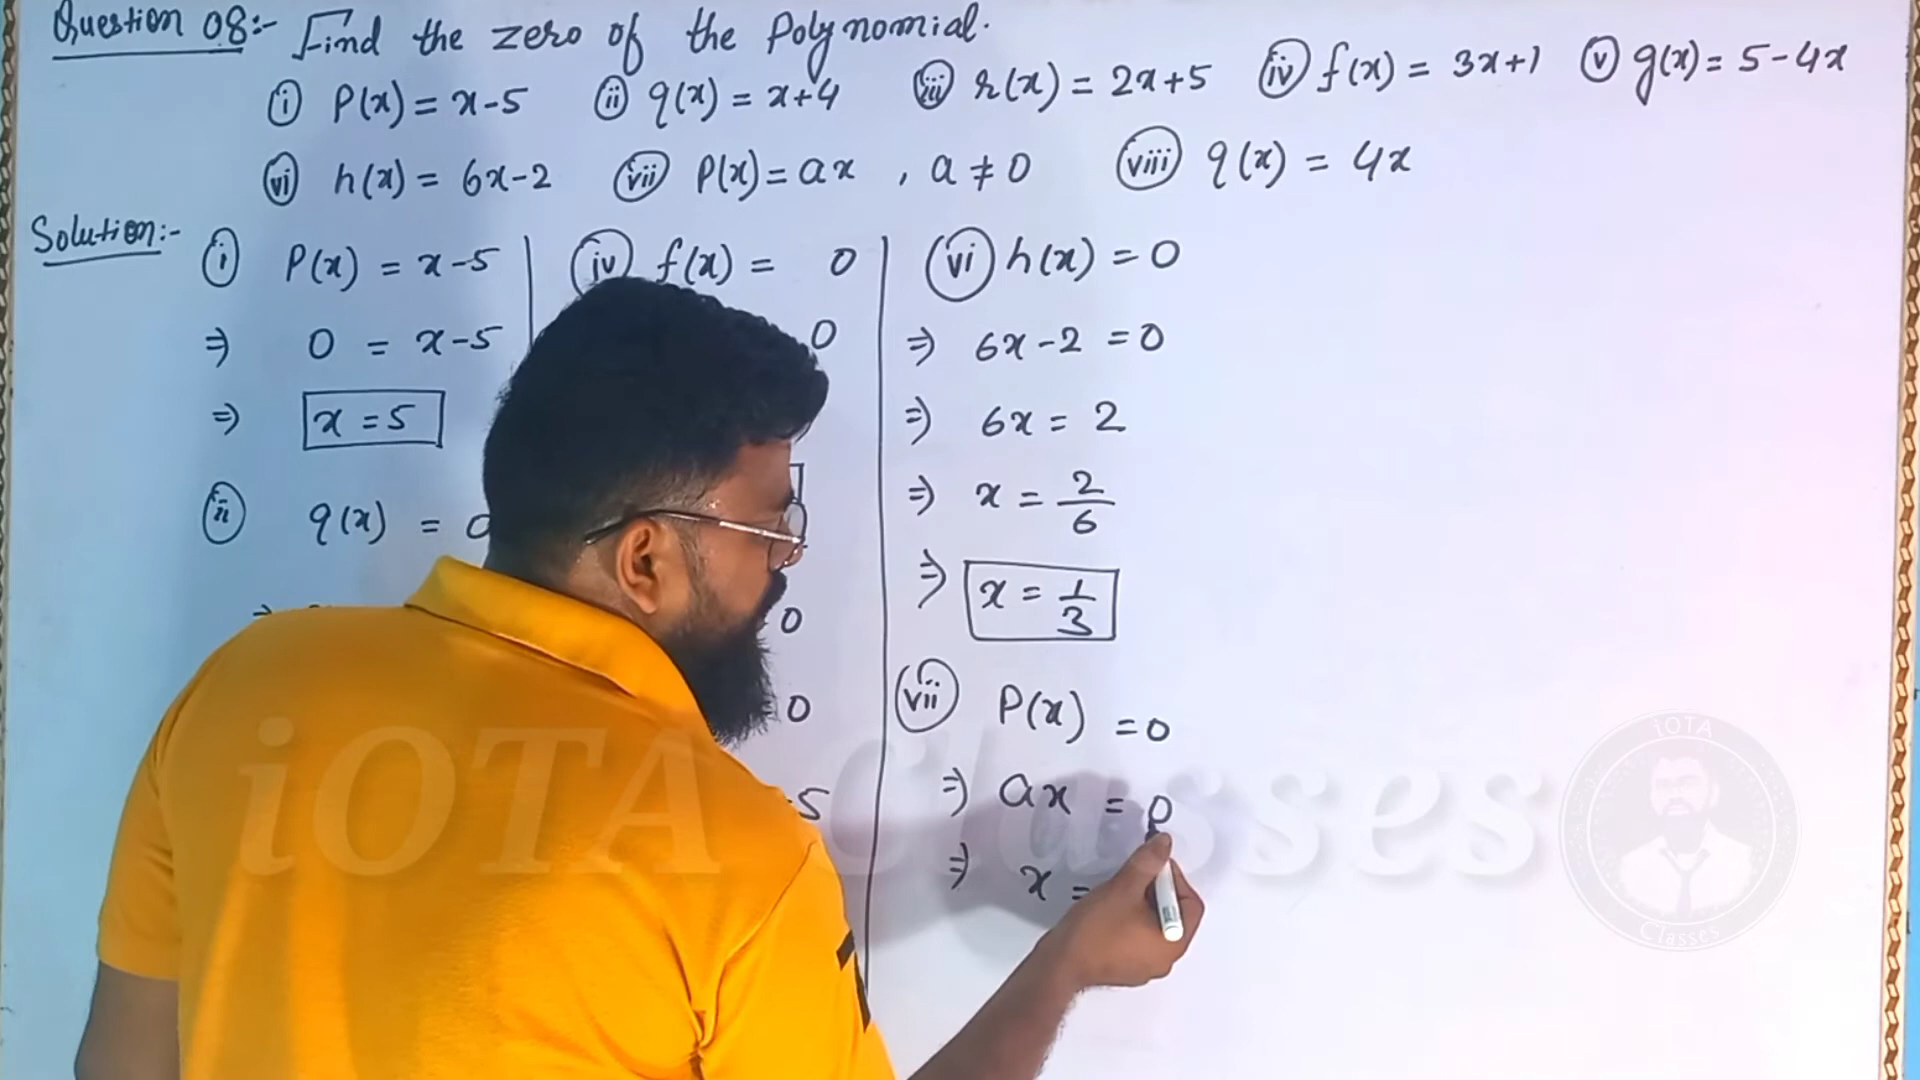 Question 08:- Find the zero of the Polynomial.
(i) P(x) = x-5 (ii) q(x) = x+4 (iii) r(x) = 2x+5 (iv) f(x) = 3x+1 (v) g(x) = 5-4x
(vi) h(x) = 6x-2 (vii) P(x) = ax , a ≠ 0 (viii) q(x) = 4x
Solution:-
(i) P(x) = x-5
⇒ 0 = x-5
⇒ x = 5
(ii) q(x) = 0
(iv) f(x) = 0
0
0
0
-5
(vi) h(x) = 0
⇒ 6x-2 = 0
⇒ 6x = 2
⇒ x = 2/6
⇒ x = 1/3
(vii) P(x) = 0
⇒ ax = 0
⇒ x =
iOTA Classes
iOTA
Classes